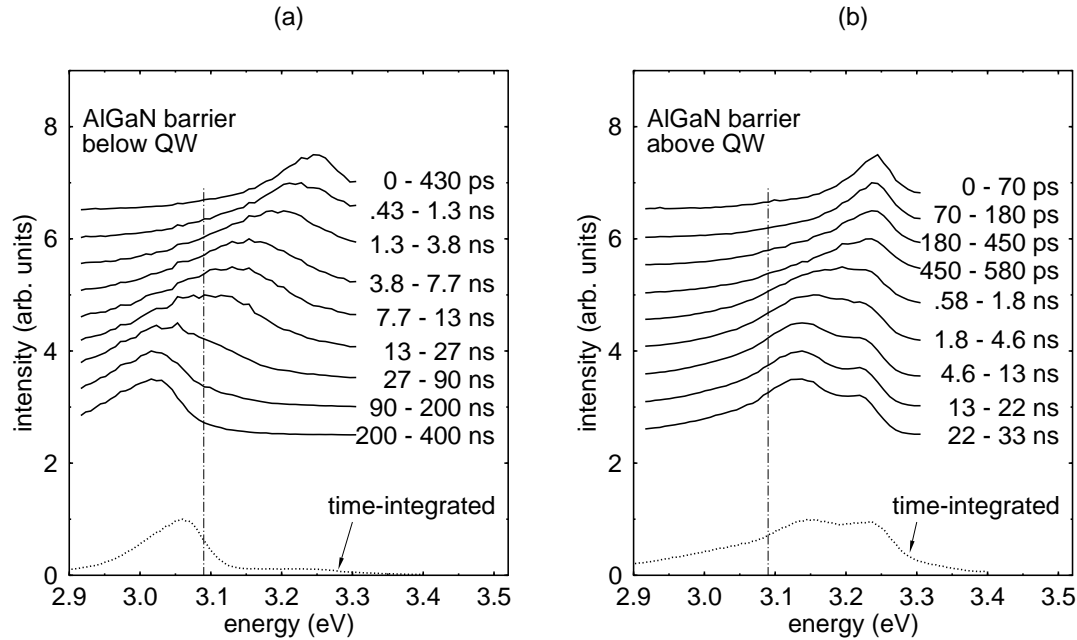 (a)
AlGaN barrier
below QW
0 - 430 ps
.43 - 1.3 ns
1.3 - 3.8 ns
3.8 - 7.7 ns
7.7 - 13 ns
13 - 27 ns
27 - 90 ns
90 - 200 ns
200 - 400 ns
time-integrated
intensity (arb. units)
8
6
4
2
0
2.9 3.0 3.1 3.2 3.3 3.4 3.5
energy (eV)
(b)
AlGaN barrier
above QW
0 - 70 ps
70 - 180 ps
180 - 450 ps
450 - 580 ps
.58 - 1.8 ns
1.8 - 4.6 ns
4.6 - 13 ns
13 - 22 ns
22 - 33 ns
time-integrated
intensity (arb. units)
8
6
4
2
0
2.9 3.0 3.1 3.2 3.3 3.4 3.5
energy (eV)